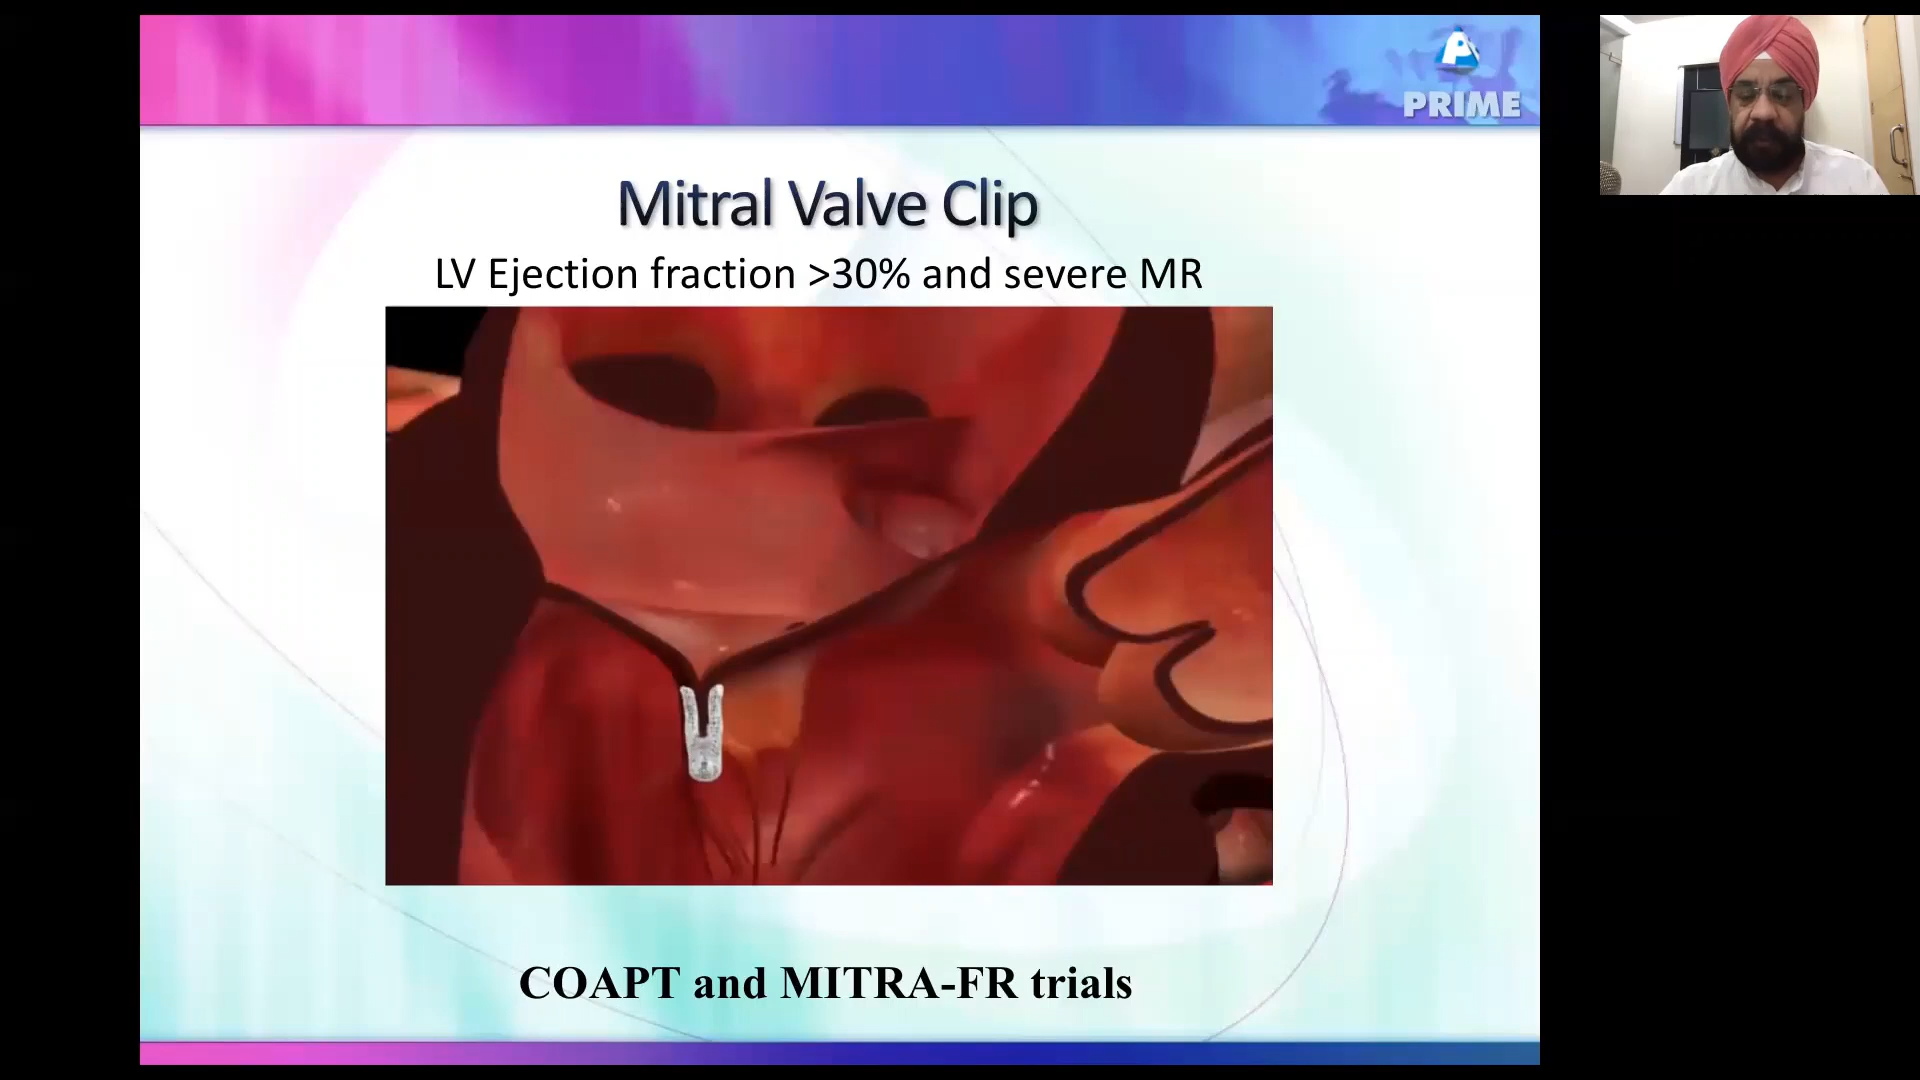 PRIME
Mitral Valve Clip
LV Ejection fraction >30% and severe MR
COAPT and MITRA-FR trials